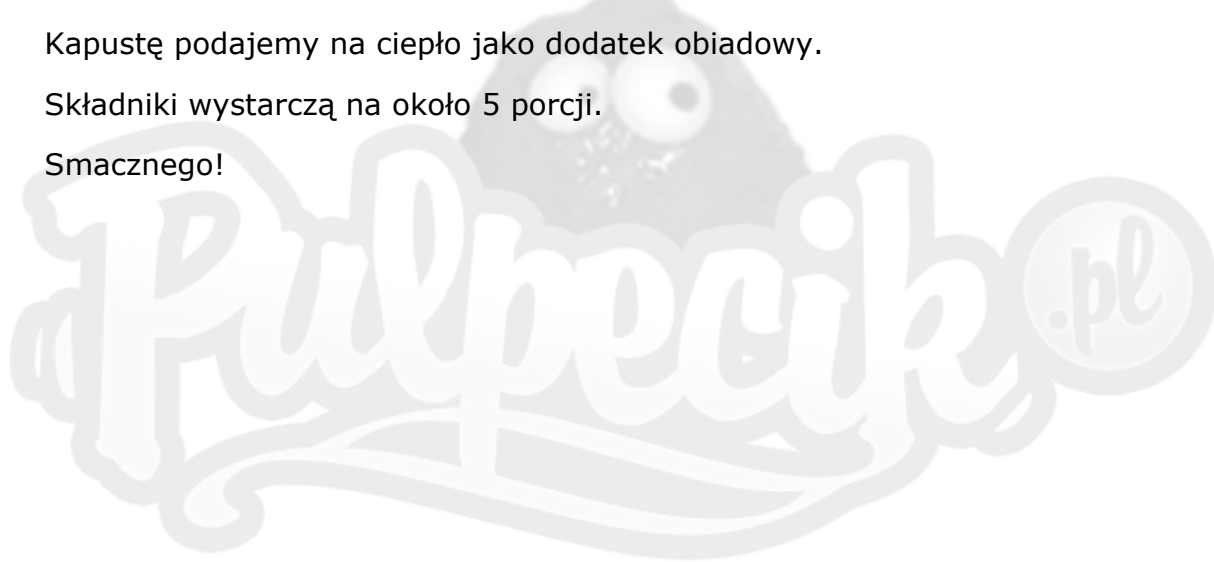 Kapustę podajemy na ciepło jako dodatek obiadowy.
Składniki wystarczą na około 5 porcji.
Smacznego!
Pulpecik .pl